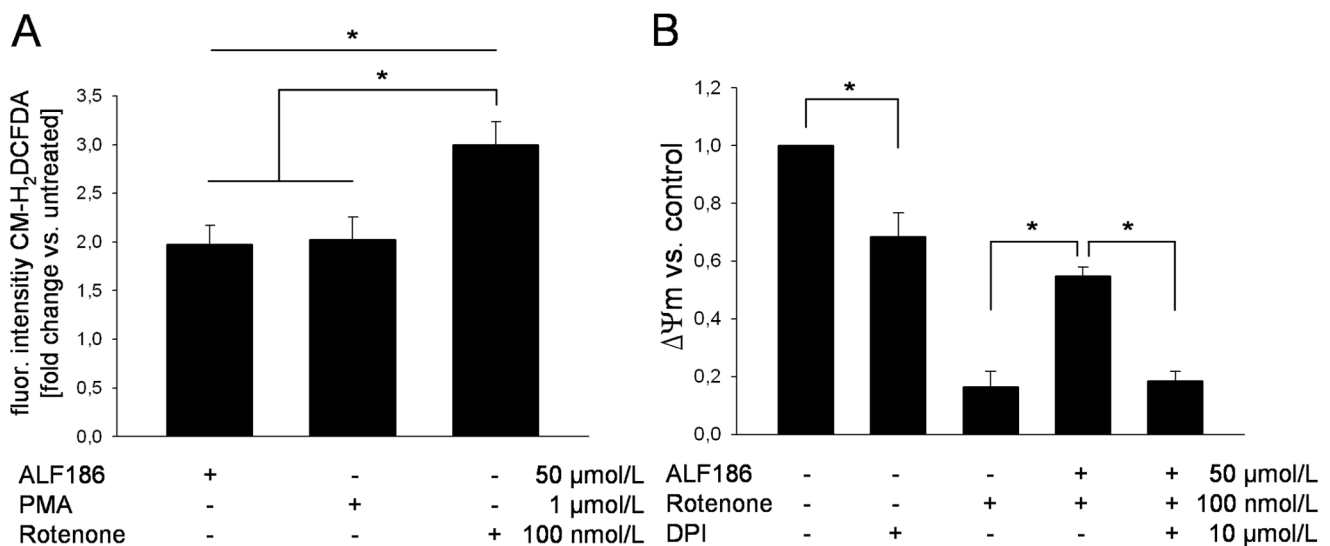 A
*
*
fluor. intensitiy CM-H₂DCFDA
[fold change vs. untreated]
3,5
3,0
2,5
2,0
1,5
1,0
0,5
0,0
ALF186 + - - 50 µmol/L
PMA - + - 1 µmol/L
Rotenone - - + 100 nmol/L
B
*
*
*
ΔΨm vs. control
1,2
1,0
0,8
0,6
0,4
0,2
0,0
ALF186 - - - + + 50 µmol/L
Rotenone - - + + + 100 nmol/L
DPI - + - - + 10 µmol/L